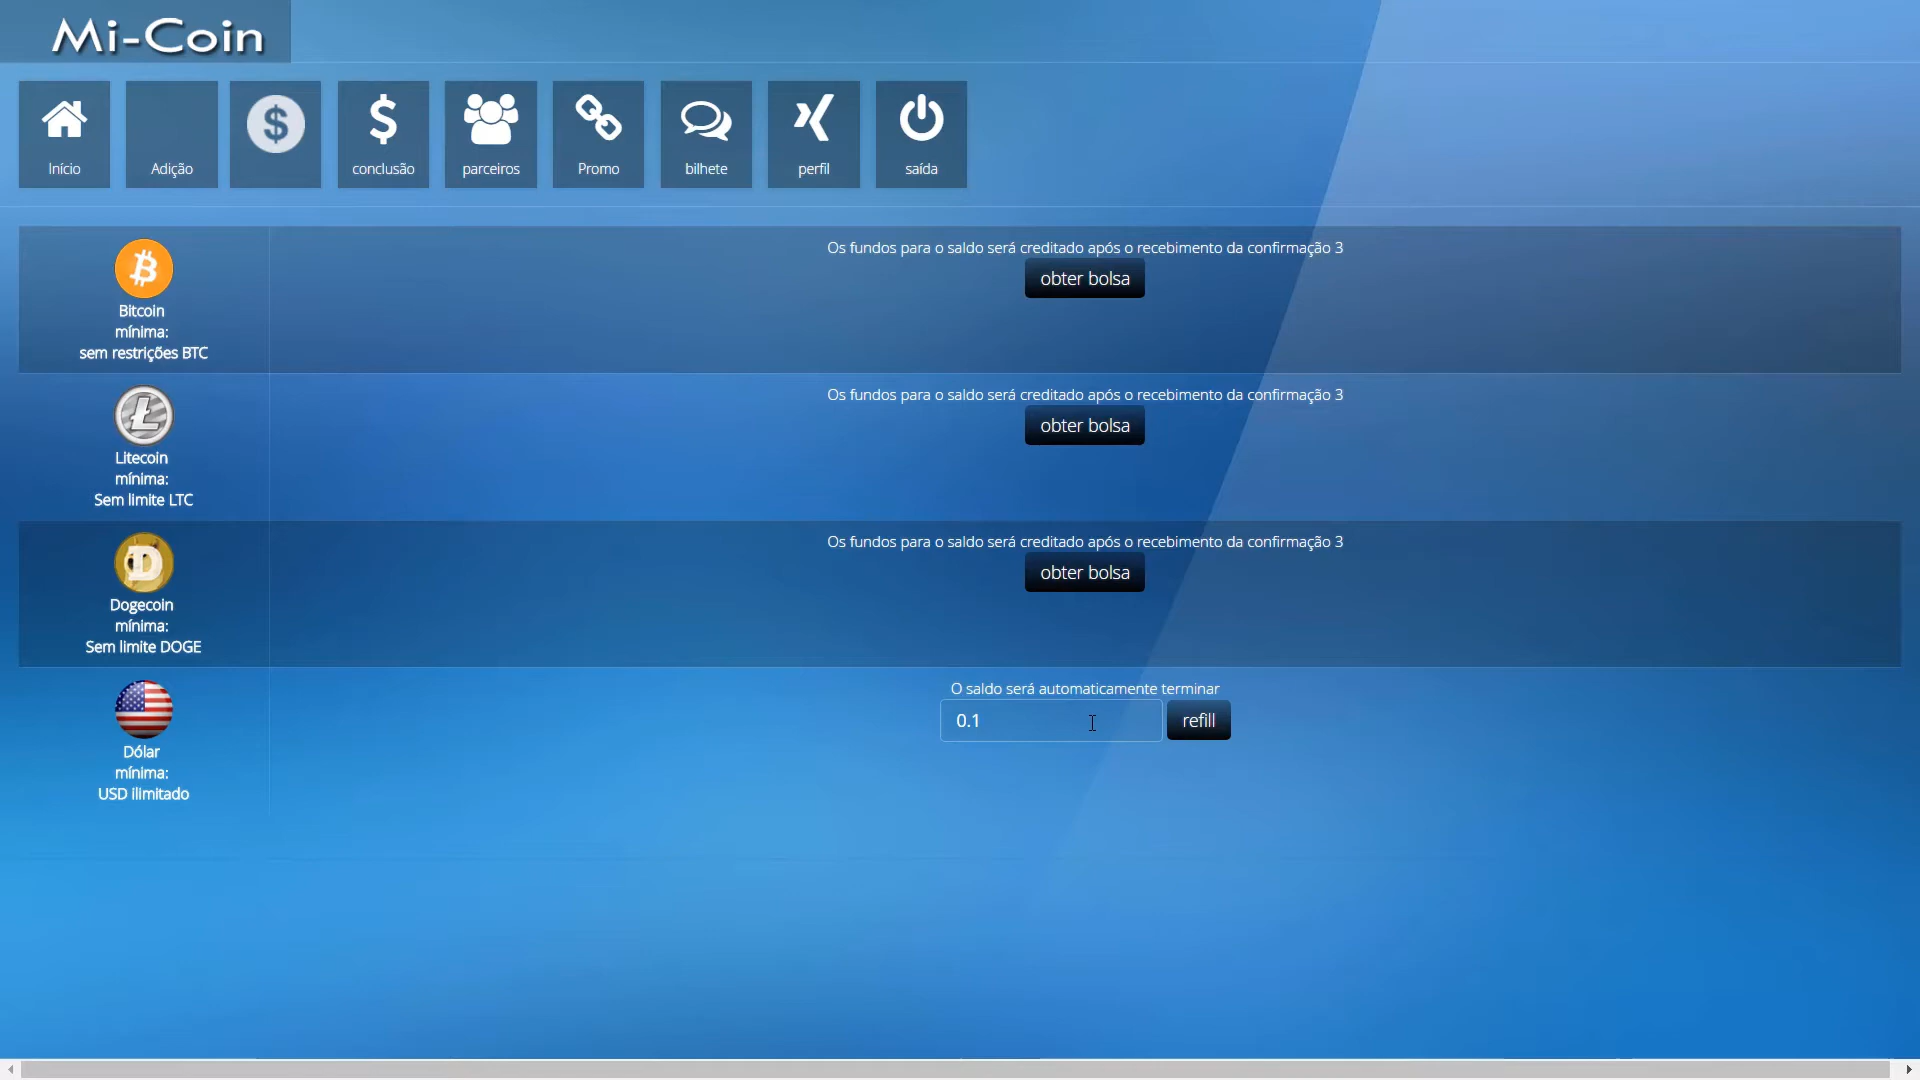 Mi-Coin
Início
Adição
conclusão
parceiros
Promo
bilhete
perfil
saída
Bitcoin
mínima:
sem restrições BTC
Os fundos para o saldo será creditado após o recebimento da confirmação 3
obter bolsa
Litecoin
mínima:
Sem limite LTC
Os fundos para o saldo será creditado após o recebimento da confirmação 3
obter bolsa
Dogecoin
mínima:
Sem limite DOGE
Os fundos para o saldo será creditado após o recebimento da confirmação 3
obter bolsa
Dólar
mínima:
USD ilimitado
O saldo será automaticamente terminar
0.1
refill